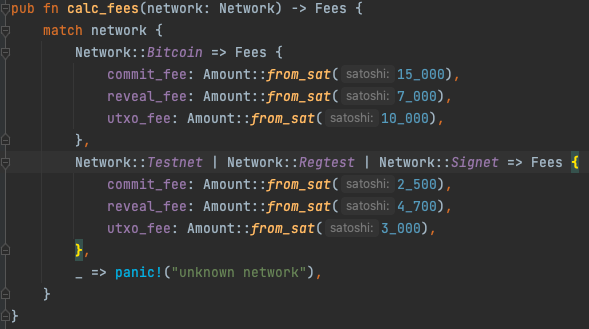 pub fn calc_fees(network: Network) -> Fees {
    match network {
        Network::Bitcoin => Fees {
            commit_fee: Amount::from_sat( satoshi: 15_000),
            reveal_fee: Amount::from_sat( satoshi: 7_000),
            utxo_fee: Amount::from_sat( satoshi: 10_000),
        },
        Network::Testnet | Network::Regtest | Network::Signet => Fees {
            commit_fee: Amount::from_sat( satoshi: 2_500),
            reveal_fee: Amount::from_sat( satoshi: 4_700),
            utxo_fee: Amount::from_sat( satoshi: 3_000),
        },
        _ => panic!("unknown network"),
    }
}